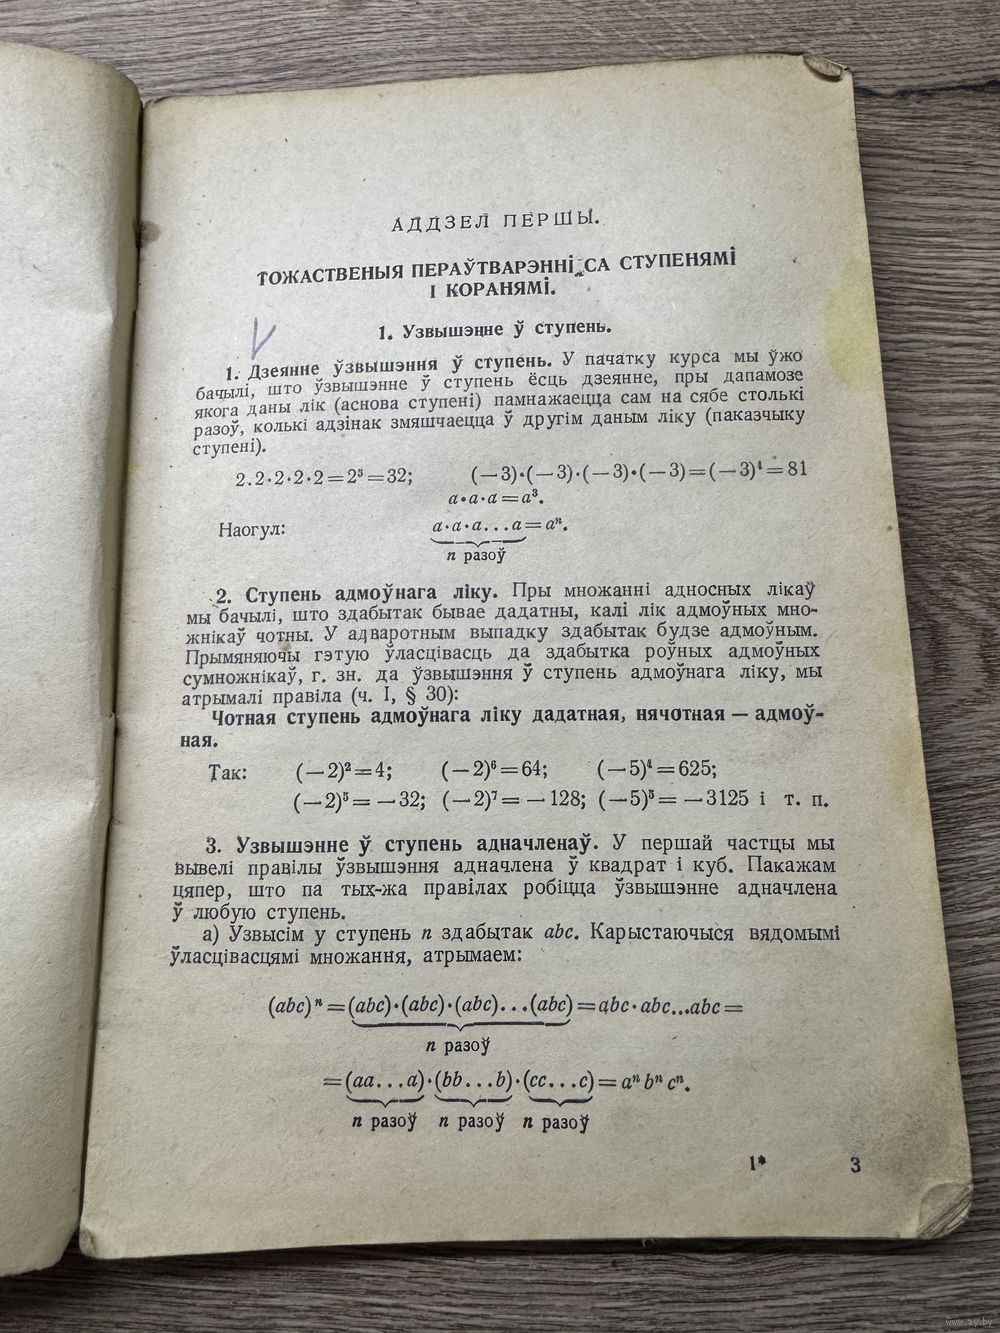 АДДЗЕЛ ПЕРШЫ.
ТОЖАСТВЕНЫЯ ПЕРАЎТВАРЭННІ СА СТУПЕНЯМІ
І КОРАНЯМІ.
1. Узвышэнне ў ступень.
1. Дзеянне ўзвышэння ў ступень. У пачатку курса мы ўжо
бачылі, што ўзвышэнне ў ступень ёсць дзеянне, пры дапамозе
якога даны лік (аснова ступені) памнажаецца сам на сябе столькі
разоў, колькі адзінак змяшчаецца ў другім даным ліку (паказчыку
ступені).
2.2·2·2·2=2³=32; (—3)·(—3)·(—3)·(—3)=(—3)⁴=81
a·a·a=a³.
Наогул: a·a·a...a=aⁿ.
n разоў
2. Ступень адмоўнага ліку. Пры множанні адносных лікаў
мы бачылі, што здабытак бывае дадатны, калі лік адмоўных мно-
жнікаў чотны. У адваротным выпадку здабытак будзе адмоўным.
Прымяняючы гэтую ўласцівасць да здабытка роўных адмоўных
сумножнікаў, г. зн. да ўзвышэння ў ступень адмоўнага ліку, мы
атрымалі правіла (ч. I, § 30):
Чотная ступень адмоўнага ліку дадатная, нячотная — адмоў-
ная.
Так: (—2)²=4; (—2)⁶=64; (—5)⁴=625;
(—2)⁵= —32; (—2)⁷= —128; (—5)⁵= —3125 і т. п.
3. Узвышэнне ў ступень адначленаў. У першай частцы мы
вывелі правілы ўзвышэння адначлена ў квадрат і куб. Пакажам
цяпер, што па тых-жа правілах робіцца ўзвышэнне адначлена
ў любую ступень.
а) Узвысім у ступень n здабытак abc. Карыстаючыся вядомымі
ўласцівасцямі множання, атрымаем:
(abc)ⁿ=(abc)·(abc)·(abc)...(abc)=abc·abc...abc=
n разоў
=(aa...a)·(bb...b)·(cc...c)=aⁿbⁿcⁿ.
n разоў n разоў n разоў
1* 3
www.ay.by